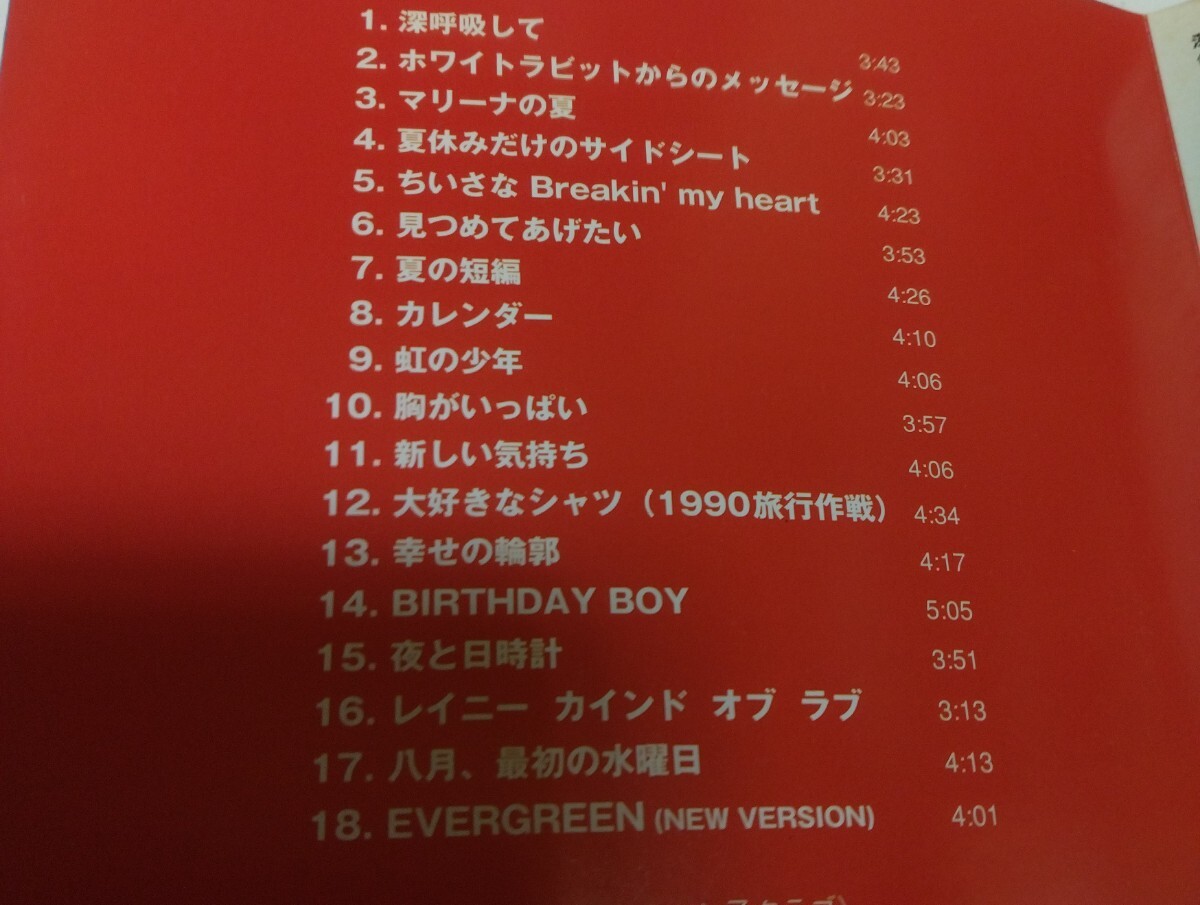 1. 深呼吸して 3:43
2. ホワイトラビットからのメッセージ 3:23
3. マリーナの夏 4:03
4. 夏休みだけのサイドシート 3:31
5. ちいさな Breakin' my heart 4:23
6. 見つめてあげたい 3:53
7. 夏の短編 4:26
8. カレンダー 4:10
9. 虹の少年 4:06
10. 胸がいっぱい 3:57
11. 新しい気持ち 4:06
12. 大好きなシャツ（1990旅行作戦） 4:34
13. 幸せの輪郭 4:17
14. BIRTHDAY BOY 5:05
15. 夜と日時計 3:51
16. レイニー カインド オブ ラブ 3:13
17. 八月、最初の水曜日 4:13
18. EVERGREEN (NEW VERSION) 4:01